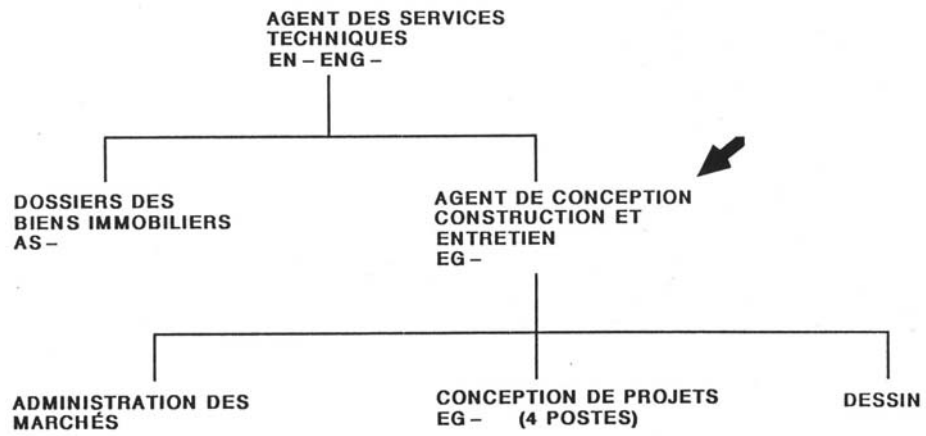 AGENT DES SERVICES
TECHNIQUES
EN – ENG –
DOSSIERS DES
BIENS IMMOBILIERS
AS –
AGENT DE CONCEPTION
CONSTRUCTION ET
ENTRETIEN
EG –
ADMINISTRATION DES
MARCHÉS
CONCEPTION DE PROJETS
EG – (4 POSTES)
DESSIN